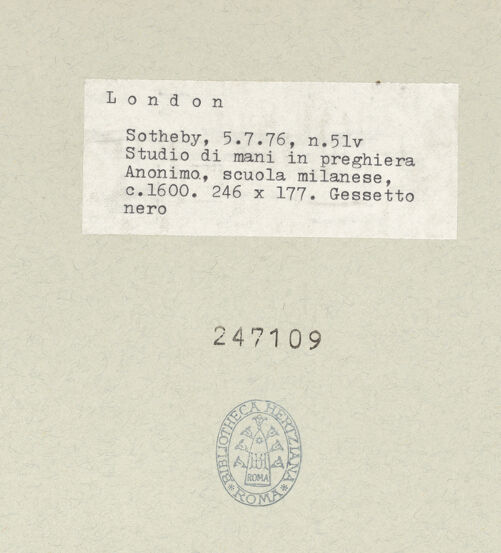 London
Sotheby, 5.7.76, n.51v
Studio di mani in preghiera
Anonimo, scuola milanese,
c.1600. 246 x 177. Gessetto
nero
247109
BIBLIOTHECA HERTZIANA
ROMA
* ROMA *